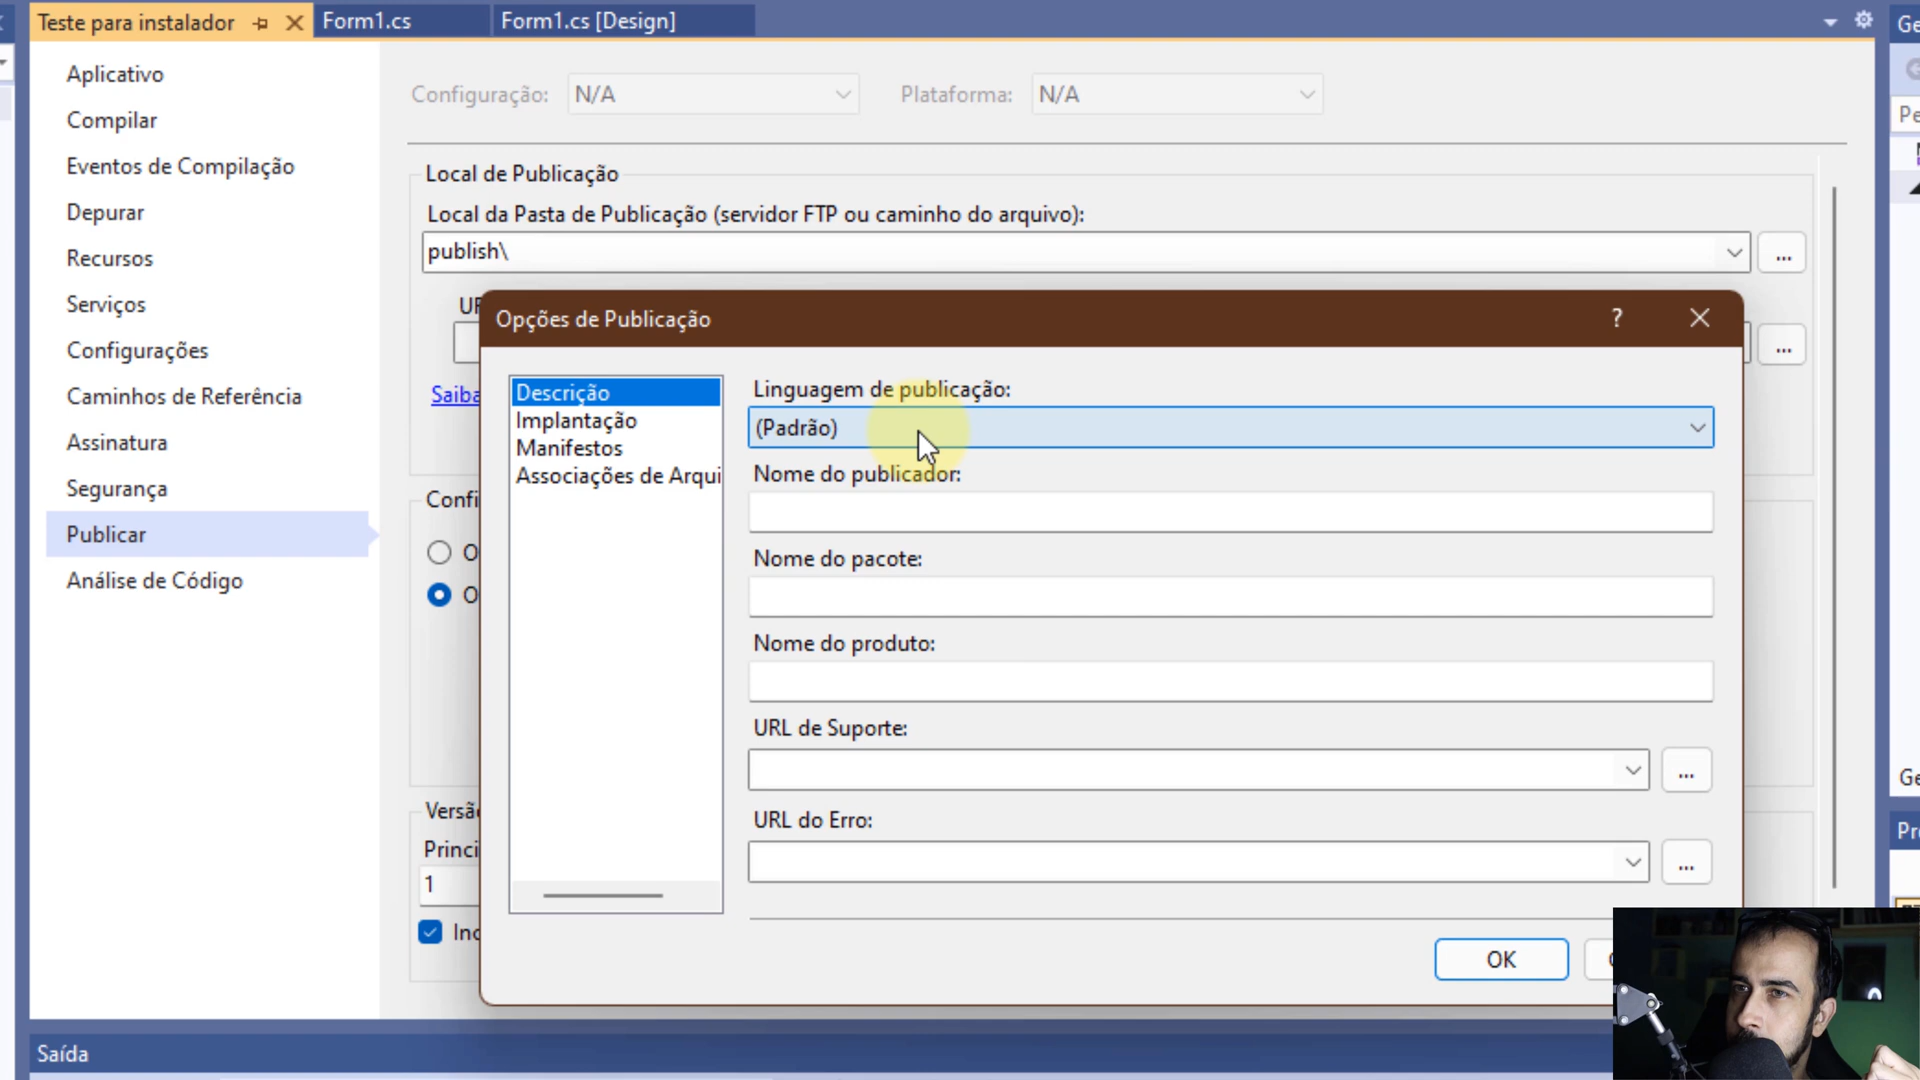 Teste para instalador
Form1.cs
Form1.cs [Design]
Aplicativo
Compilar
Eventos de Compilação
Depurar
Recursos
Serviços
Configurações
Caminhos de Referência
Assinatura
Segurança
Publicar
Análise de Código
Configuração:
N/A
Plataforma:
N/A
Local de Publicação
Local da Pasta de Publicação (servidor FTP ou caminho do arquivo):
publish\
...
...
Opções de Publicação
?
Descrição
Implantação
Manifestos
Associações de Arqui
Linguagem de publicação:
(Padrão)
Nome do publicador:
Nome do pacote:
Nome do produto:
URL de Suporte:
...
URL do Erro:
...
OK
1
Saída